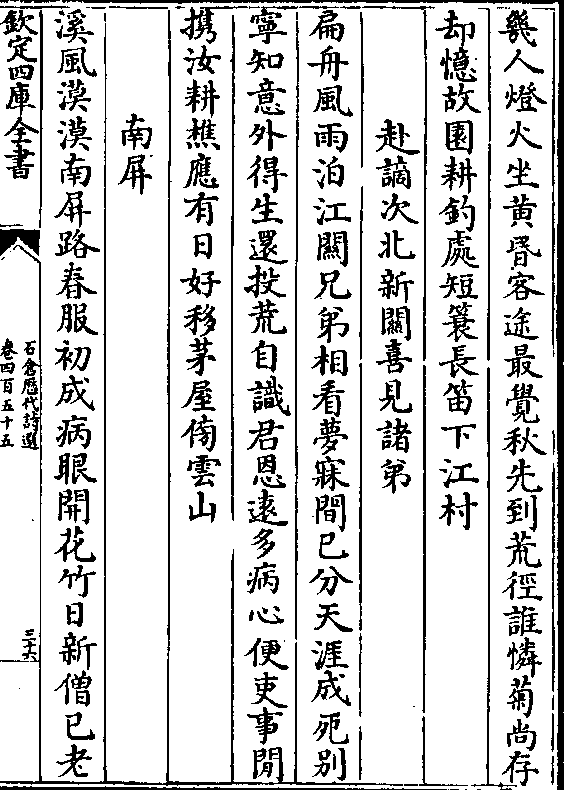 幾人燈火坐黄昏客途最覺秋先到荒徑誰憐菊尚存
却憶故園耕釣處短蓑長笛下江村
赴謫次北新關喜見諸弟
扁舟風雨泊江關兄弟相看夢寐間已分天涯成死别
寧知意外得生還投荒自識君恩遠多病心便吏事閒
携汝耕樵應有日好移茅屋傍雲山
南屏
溪風漠漠南屏路春服初成病眼開花竹日新僧已老
欽定四庫全書
石倉歴代詩選
卷四百五十五
三十六